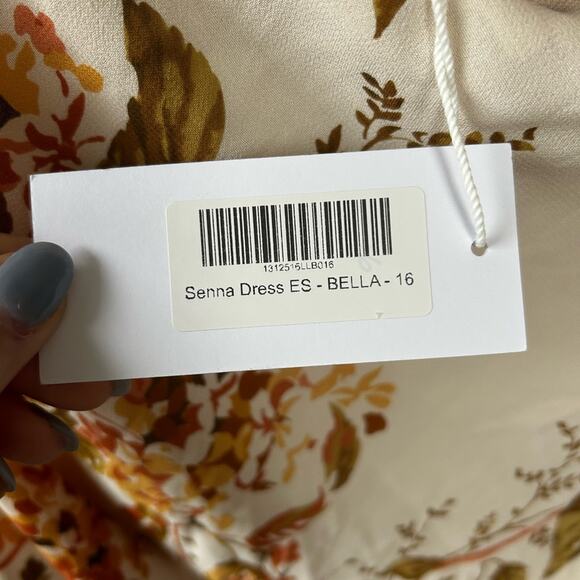 1312516LLB016
Senna Dress ES - BELLA - 16